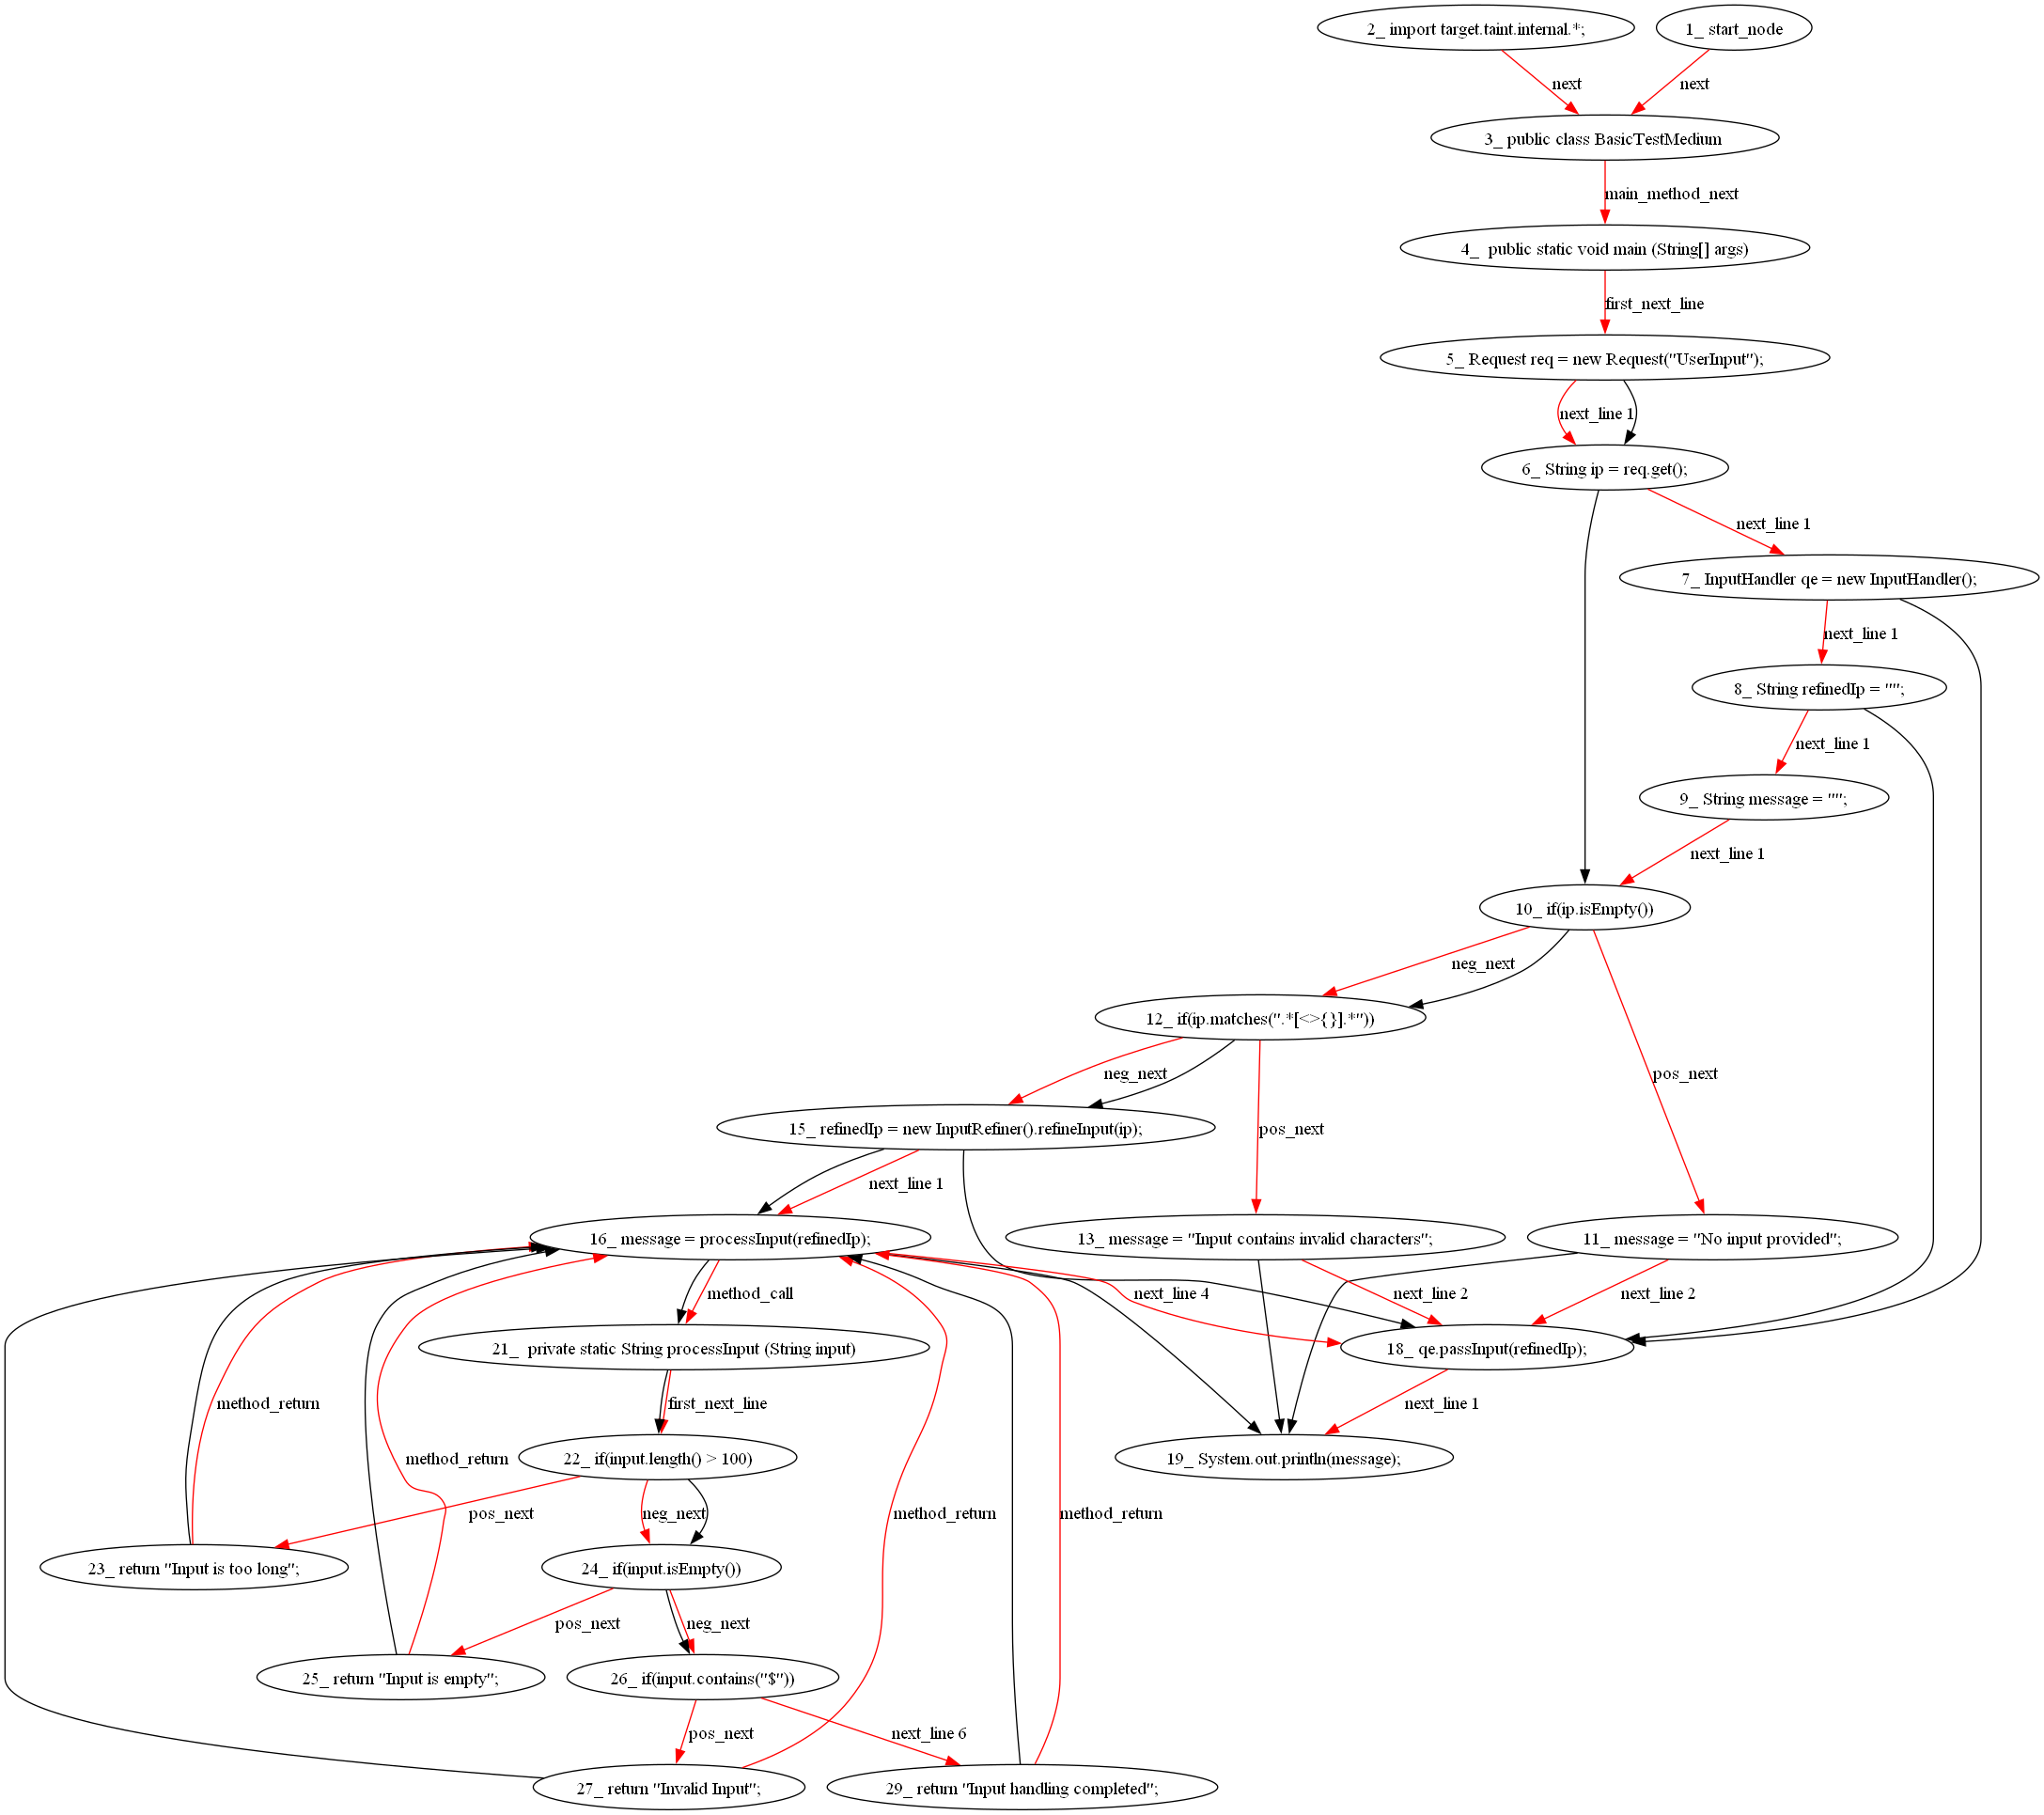 2_ import target.taint.internal.*;
1_ start_node
next
next
3_ public class BasicTestMedium
main_method_next
4_  public static void main (String[] args)
first_next_line
5_ Request req = new Request("UserInput");
next_line 1
6_ String ip = req.get();
next_line 1
7_ InputHandler qe = new InputHandler();
next_line 1
8_ String refinedIp = "";
next_line 1
9_ String message = "";
next_line 1
10_ if(ip.isEmpty())
neg_next
12_ if(ip.matches(".*[<>{}].*"))
neg_next
pos_next
15_ refinedIp = new InputRefiner().refineInput(ip);
pos_next
next_line 1
16_ message = processInput(refinedIp);
13_ message = "Input contains invalid characters";
11_ message = "No input provided";
method_call
next_line 4
next_line 2
next_line 2
21_  private static String processInput (String input)
18_ qe.passInput(refinedIp);
method_return
first_next_line
next_line 1
22_ if(input.length() > 100)
19_ System.out.println(message);
method_return
pos_next
neg_next
method_return
method_return
23_ return "Input is too long";
24_ if(input.isEmpty())
pos_next
neg_next
25_ return "Input is empty";
26_ if(input.contains("$"))
pos_next
next_line 6
27_ return "Invalid Input";
29_ return "Input handling completed";